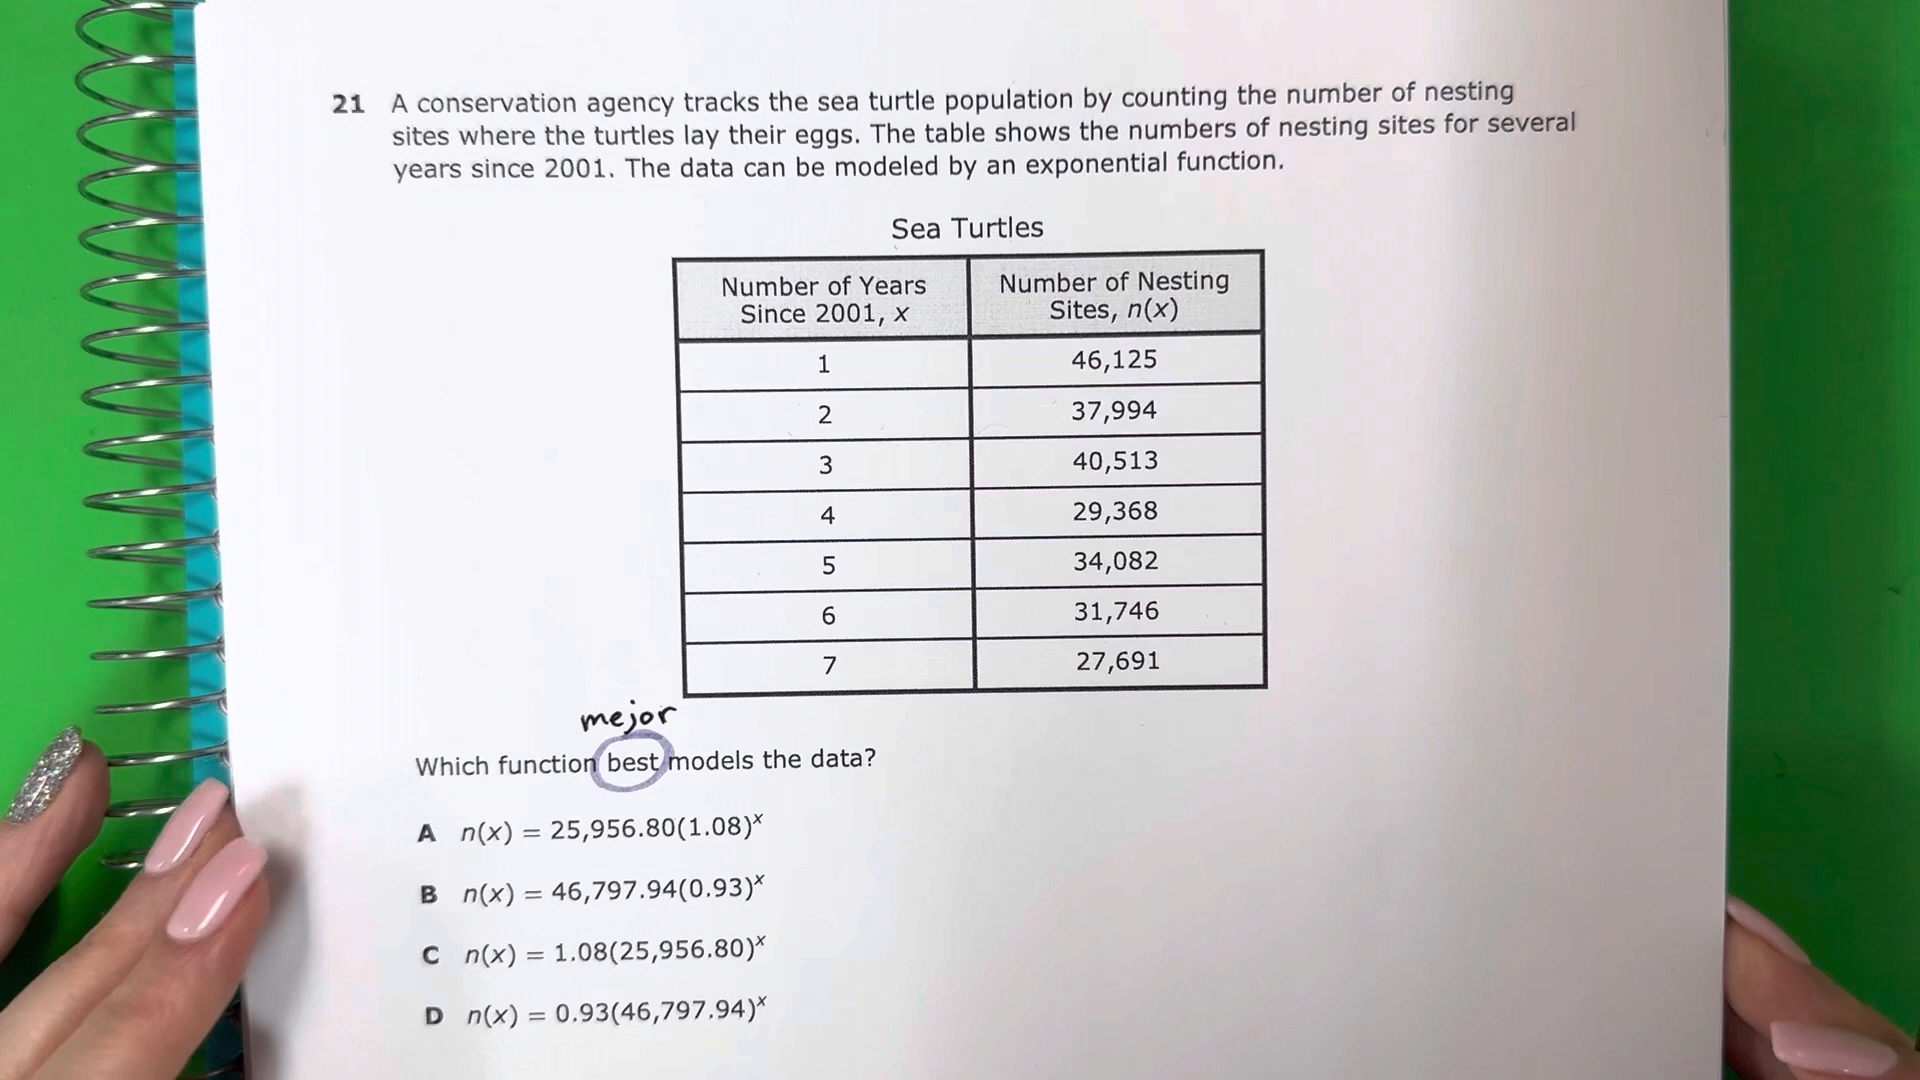 21 A conservation agency tracks the sea turtle population by counting the number of nesting
sites where the turtles lay their eggs. The table shows the numbers of nesting sites for several
years since 2001. The data can be modeled by an exponential function.
Sea Turtles
Number of Years Since 2001, x | Number of Nesting Sites, n(x)
1 | 46,125
2 | 37,994
3 | 40,513
4 | 29,368
5 | 34,082
6 | 31,746
7 | 27,691
mejor
Which function best models the data?
A n(x) = 25,956.80(1.08)ˣ
B n(x) = 46,797.94(0.93)ˣ
C n(x) = 1.08(25,956.80)ˣ
D n(x) = 0.93(46,797.94)ˣ